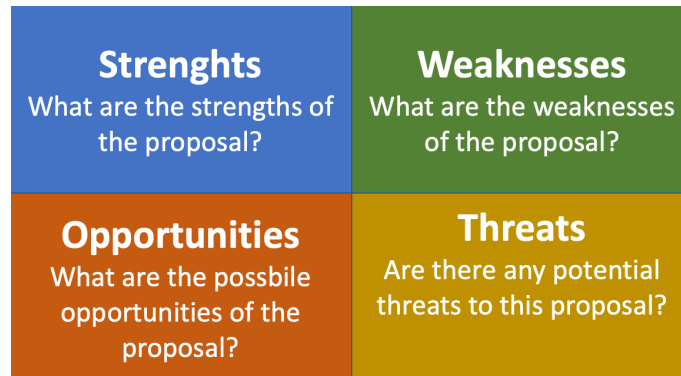 Strenghts
What are the strengths of
the proposal?
Weaknesses
What are the weaknesses
of the proposal?
Opportunities
What are the possbile
opportunities of the
proposal?
Threats
Are there any potential
threats to this proposal?